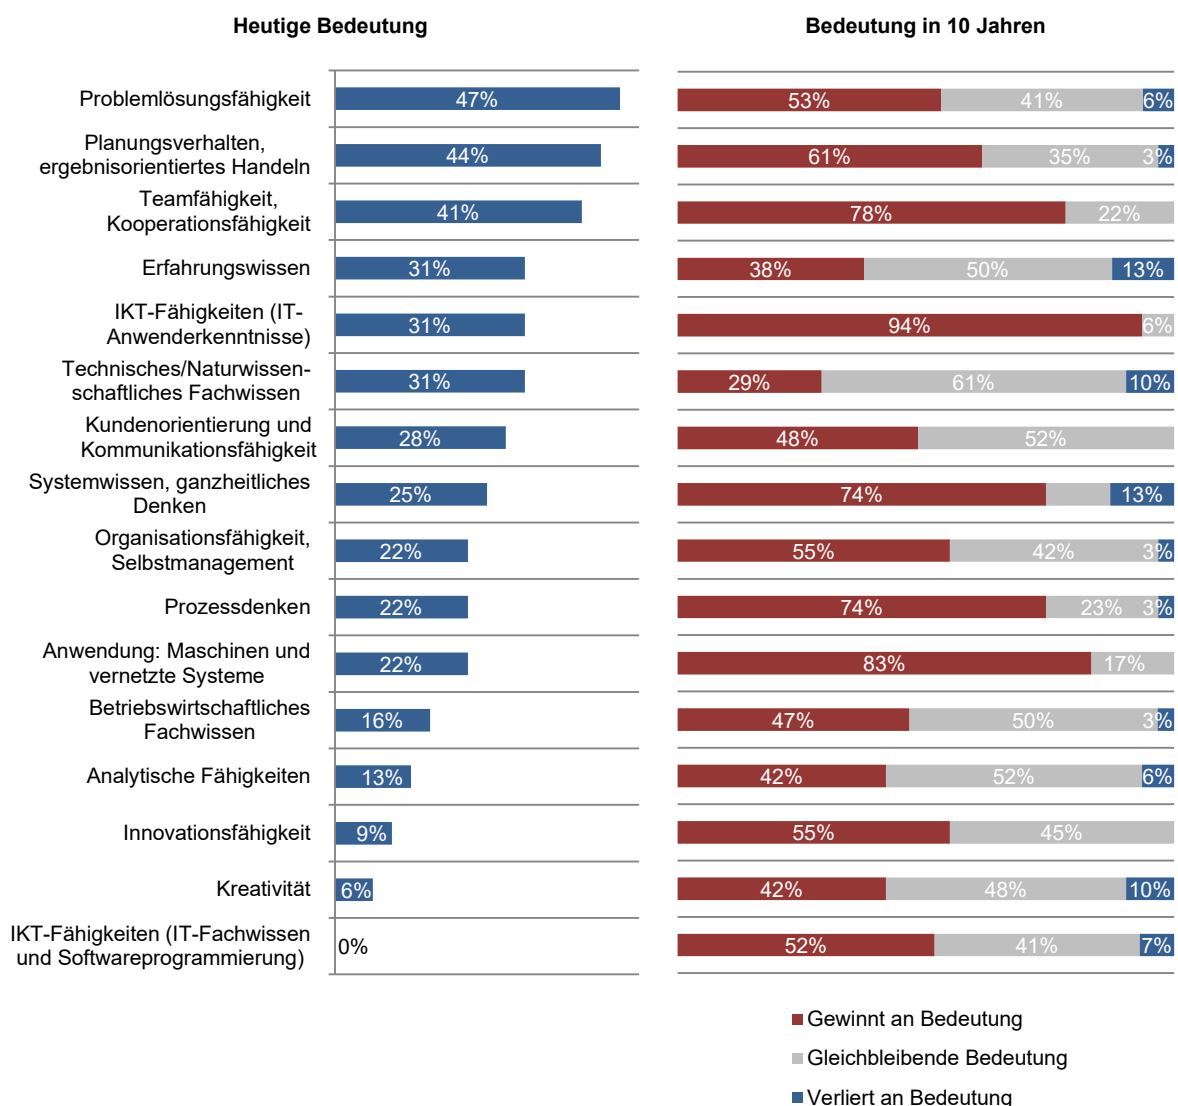 Heutige Bedeutung
Bedeutung in 10 Jahren
Problemlösungsfähigkeit
47%
53%
41%
6%
Planungsverhalten,
ergebnisorientiertes Handeln
44%
61%
35%
3%
Teamfähigkeit,
Kooperationsfähigkeit
41%
78%
22%
Erfahrungswissen
31%
38%
50%
13%
IKT-Fähigkeiten (IT-
Anwenderkenntnisse)
31%
94%
6%
Technisches/Naturwissen-
schaftliches Fachwissen
31%
29%
61%
10%
Kundenorientierung und
Kommunikationsfähigkeit
28%
48%
52%
Systemwissen, ganzheitliches
Denken
25%
74%
13%
Organisationsfähigkeit,
Selbstmanagement
22%
55%
42%
3%
Prozessdenken
22%
74%
23%
3%
Anwendung: Maschinen und
vernetzte Systeme
22%
83%
17%
Betriebswirtschaftliches
Fachwissen
16%
47%
50%
3%
Analytische Fähigkeiten
13%
42%
52%
6%
Innovationsfähigkeit
9%
55%
45%
Kreativität
6%
42%
48%
10%
IKT-Fähigkeiten (IT-Fachwissen
und Softwareprogrammierung)
0%
52%
41%
7%
Gewinnt an Bedeutung
Gleichbleibende Bedeutung
Verliert an Bedeutung